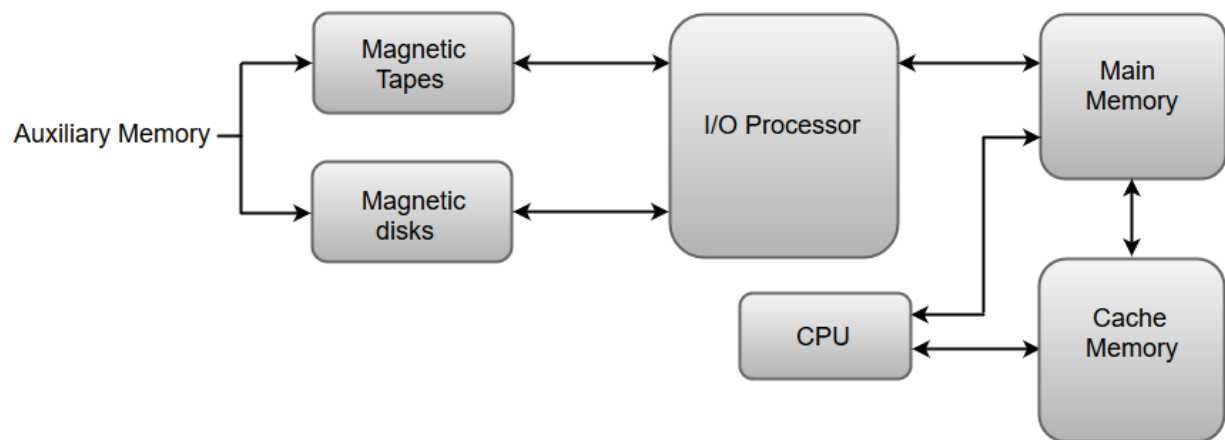 Magnetic
Tapes
Auxiliary Memory
Magnetic
disks
I/O Processor
Main
Memory
CPU
Cache
Memory